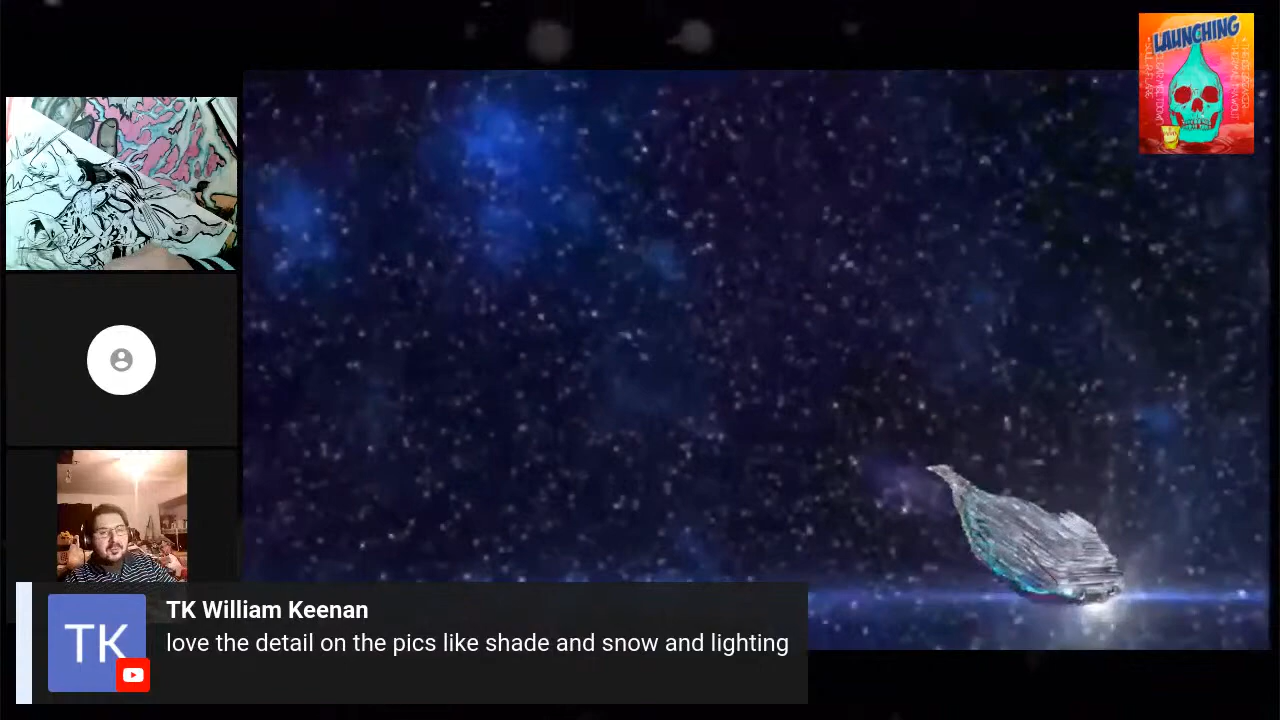 LAUNCHING
TK
TK William Keenan
love the detail on the pics like shade and snow and lighting